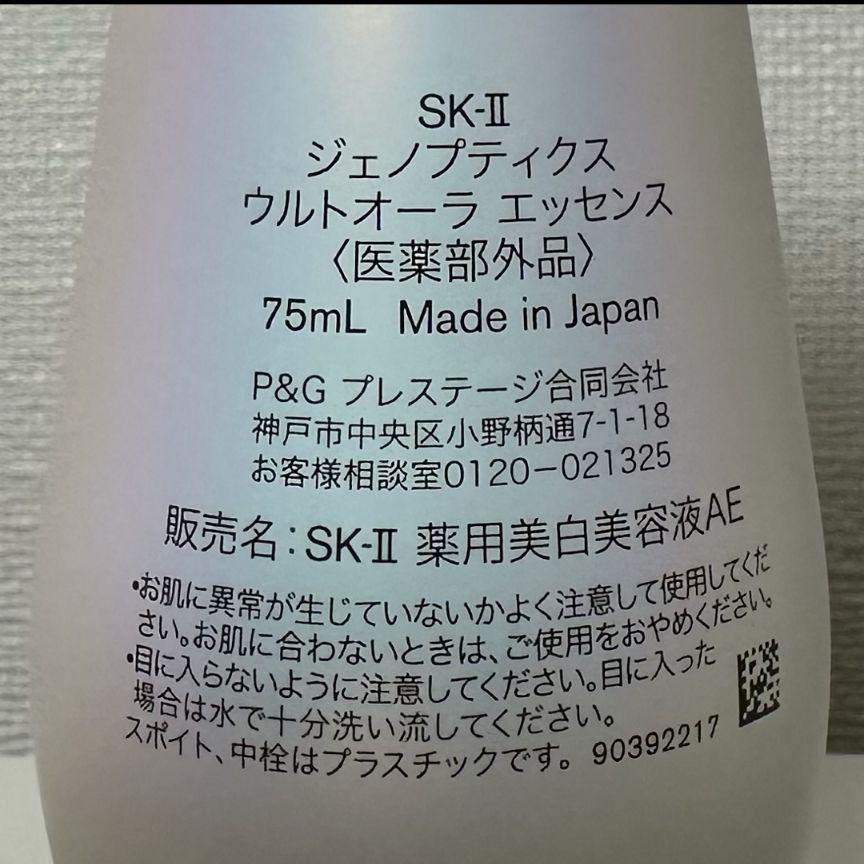 SK-Ⅱ
ジェノプティクス
ウルトオーラ エッセンス
〈医薬部外品〉
75mL Made in Japan
P&G プレステージ合同会社
神戸市中央区小野柄通7-1-18
お客様相談室0120-021325
販売名:SK-Ⅱ 薬用美白美容液AE
•お肌に異常が生じていないかよく注意して使用してくだ
さい。お肌に合わないときは、ご使用をおやめください。
•目に入らないように注意してください。目に入った
場合は水で十分洗い流してください。
スポイト、中栓はプラスチックです。 90392217